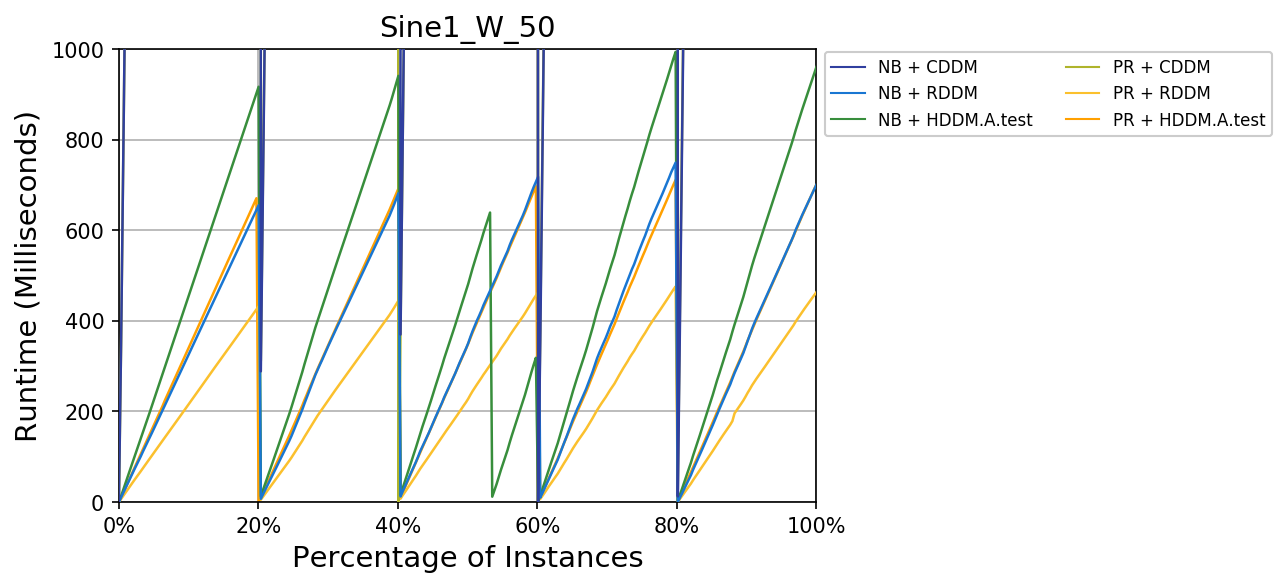 Sine1_W_50
1000
800
600
400
200
0
0% 20% 40% 60% 80% 100%
Runtime (Milliseconds)
Percentage of Instances
NB + CDDM PR + CDDM
NB + RDDM PR + RDDM
NB + HDDM.A.test PR + HDDM.A.test